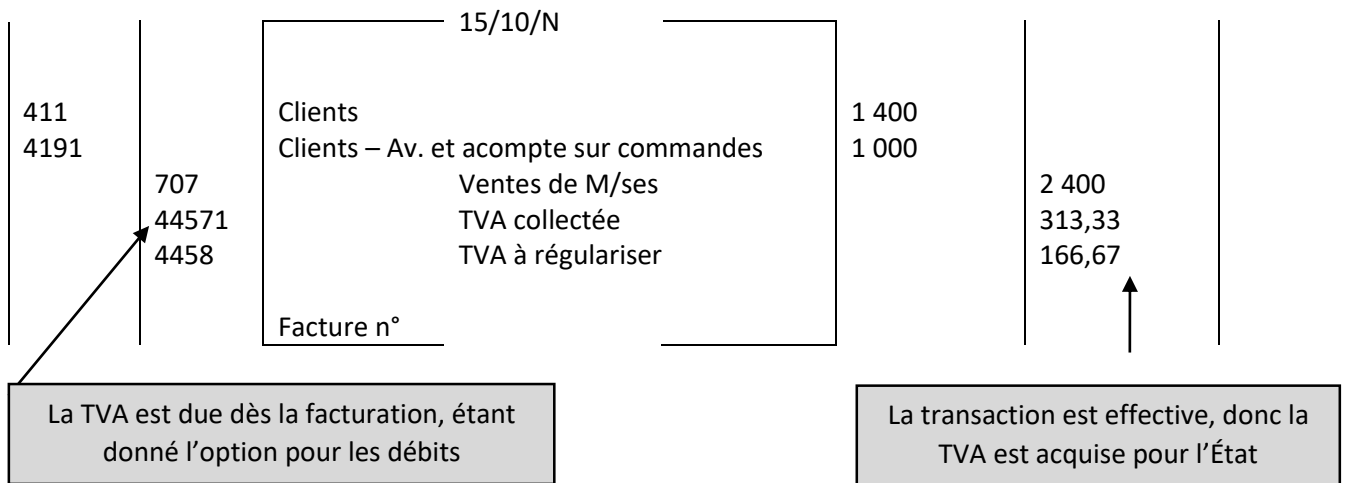 15/10/N
411 Clients 1 400
4191 Clients – Av. et acompte sur commandes 1 000
707 Ventes de M/ses 2 400
44571 TVA collectée 313,33
4458 TVA à régulariser 166,67
Facture n°
La TVA est due dès la facturation, étant
donné l’option pour les débits
La transaction est effective, donc la
TVA est acquise pour l’État